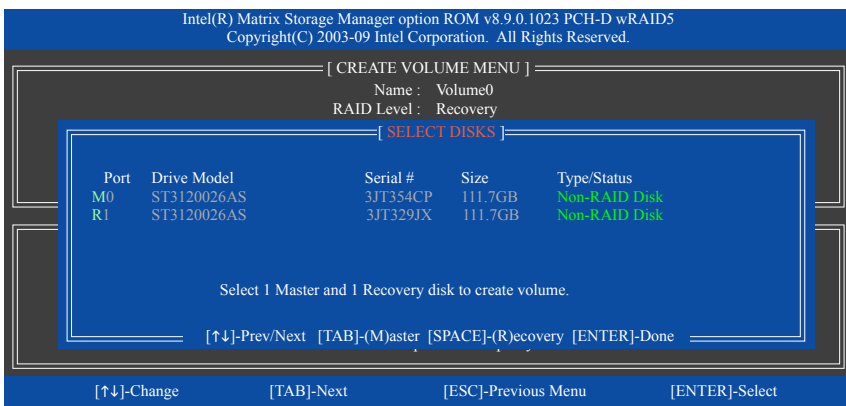 Intel(R) Matrix Storage Manager option ROM v8.9.0.1023 PCH-D wRAID5
Copyright(C) 2003-09 Intel Corporation. All Rights Reserved.
[ CREATE VOLUME MENU ]
Name : Volume0
RAID Level : Recovery
[ SELECT DISKS ]
Port Drive Model Serial # Size Type/Status
M0 ST3120026AS 3JT354CP 111.7GB Non-RAID Disk
R1 ST3120026AS 3JT329JX 111.7GB Non-RAID Disk
Select 1 Master and 1 Recovery disk to create volume.
[↑↓]-Prev/Next [TAB]-(M)aster [SPACE]-(R)ecovery [ENTER]-Done
[↑↓]-Change [TAB]-Next [ESC]-Previous Menu [ENTER]-Select